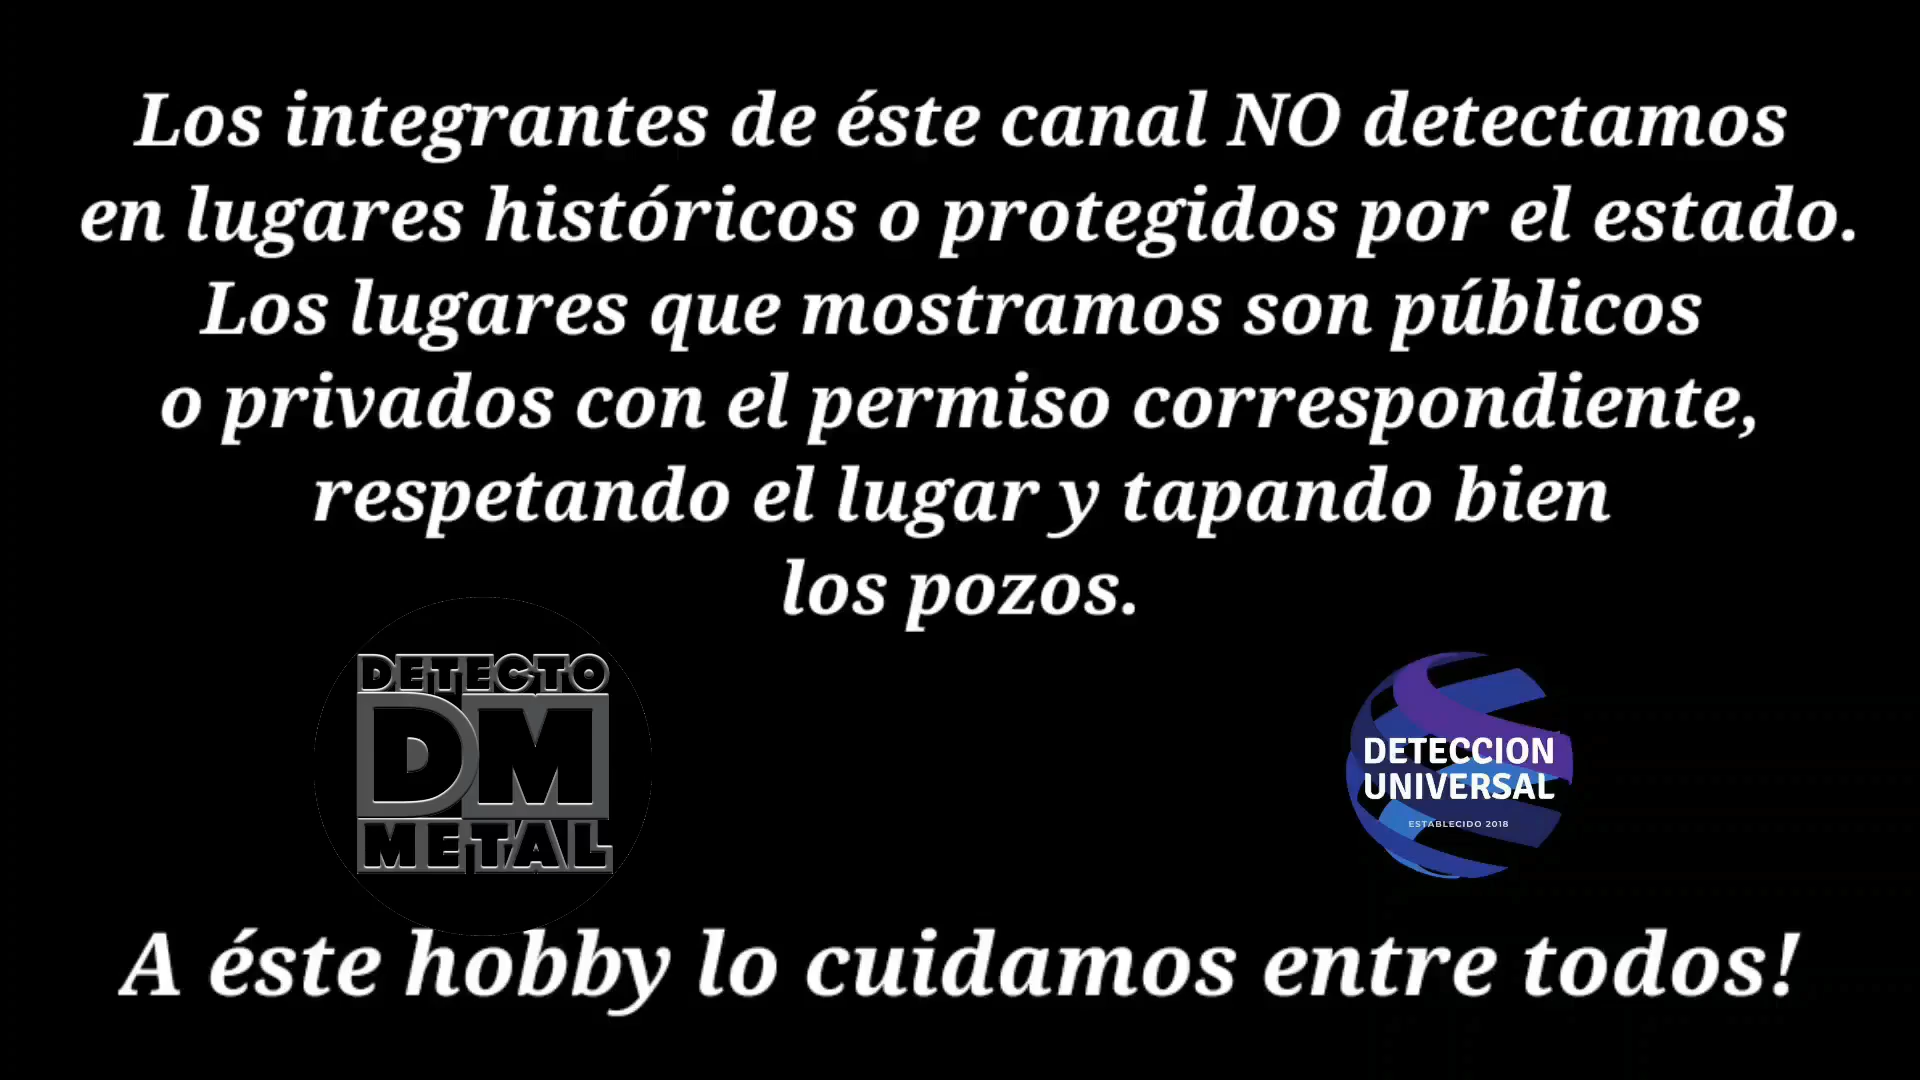 Los integrantes de éste canal NO detectamos
en lugares históricos o protegidos por el estado.
Los lugares que mostramos son públicos
o privados con el permiso correspondiente,
respetando el lugar y tapando bien
los pozos.
DETECTO
DM
METAL
DETECCION
UNIVERSAL
ESTABLECIDO 2018
A éste hobby lo cuidamos entre todos!